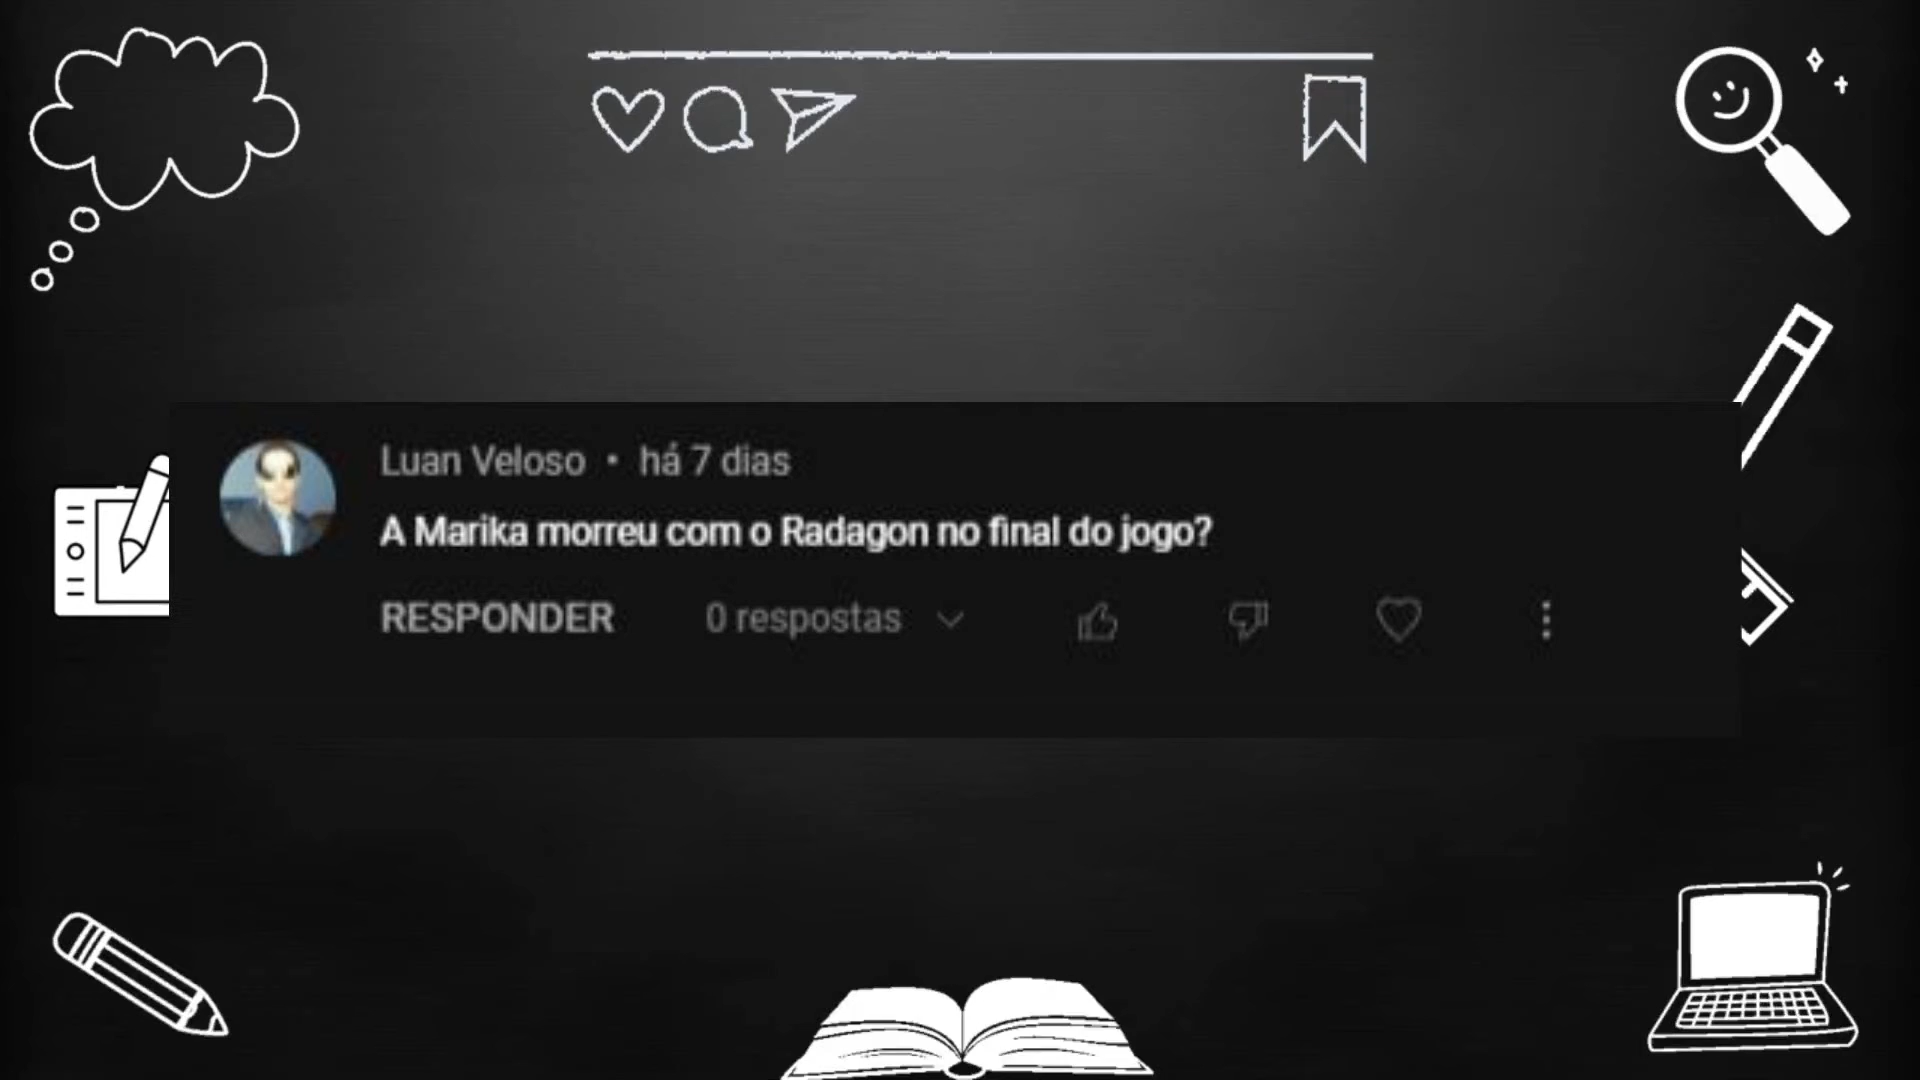 Luan Veloso • há 7 dias
A Marika morreu com o Radagon no final do jogo?
RESPONDER 0 respostas